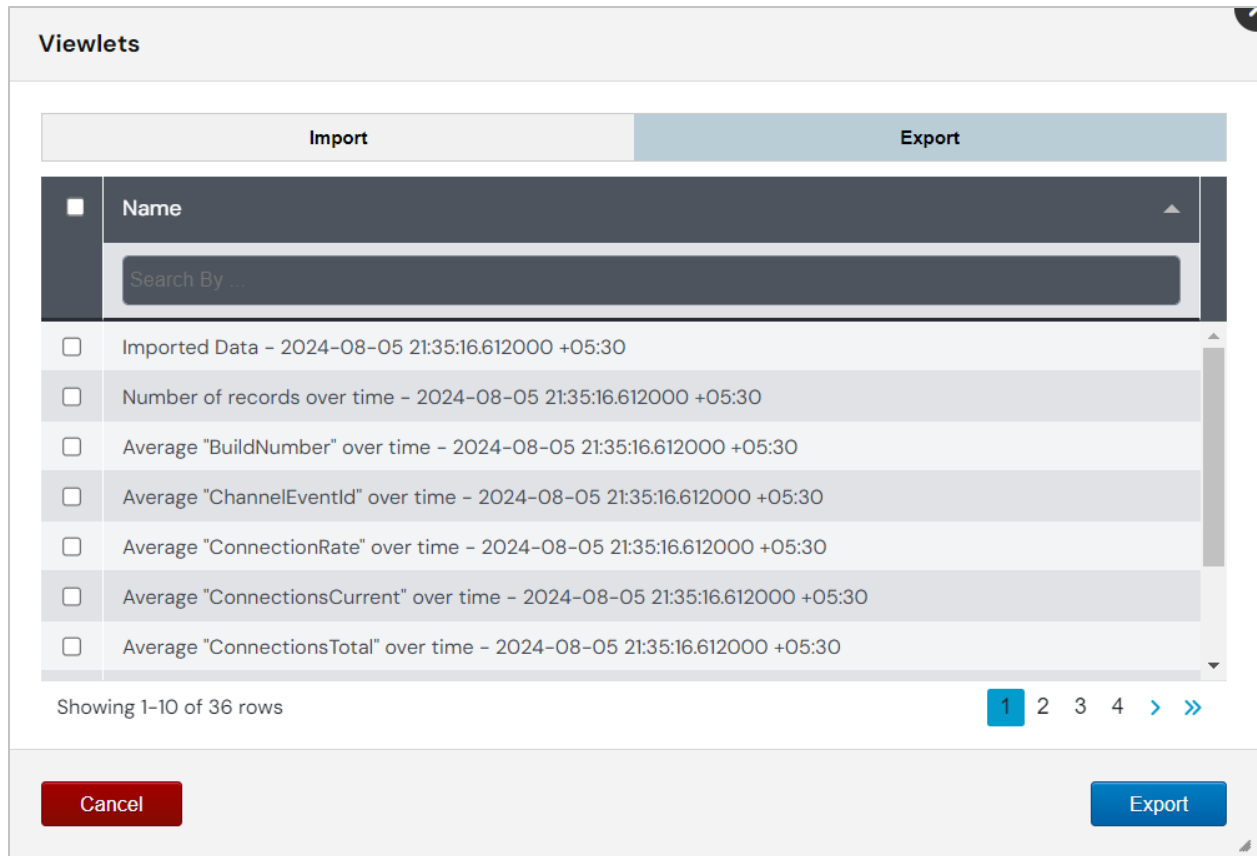 Viewlets
Import Export
Name
Search By ...
Imported Data - 2024-08-05 21:35:16.612000 +05:30
Number of records over time - 2024-08-05 21:35:16.612000 +05:30
Average "BuildNumber" over time - 2024-08-05 21:35:16.612000 +05:30
Average "ChannelEventId" over time - 2024-08-05 21:35:16.612000 +05:30
Average "ConnectionRate" over time - 2024-08-05 21:35:16.612000 +05:30
Average "ConnectionsCurrent" over time - 2024-08-05 21:35:16.612000 +05:30
Average "ConnectionsTotal" over time - 2024-08-05 21:35:16.612000 +05:30
Showing 1-10 of 36 rows 1 2 3 4 › »
Cancel Export